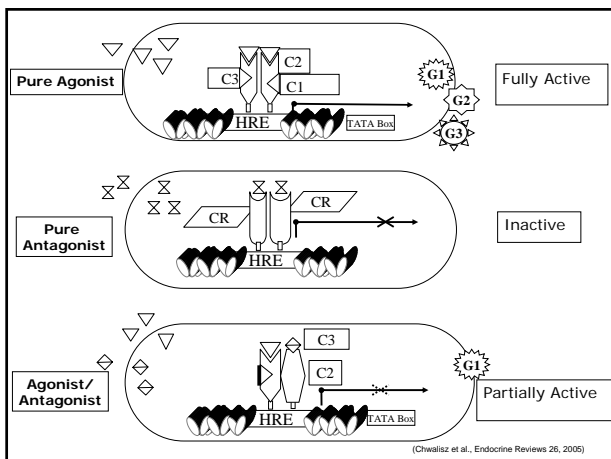 Pure Agonist
C3
C2
C1
HRE
TATA Box
G1
G2
G3
Fully Active
Pure
Antagonist
CR
CR
HRE
Inactive
Agonist/
Antagonist
C3
C2
HRE
TATA Box
G1
Partially Active
(Chwalisz et al., Endocrine Reviews 26, 2005)